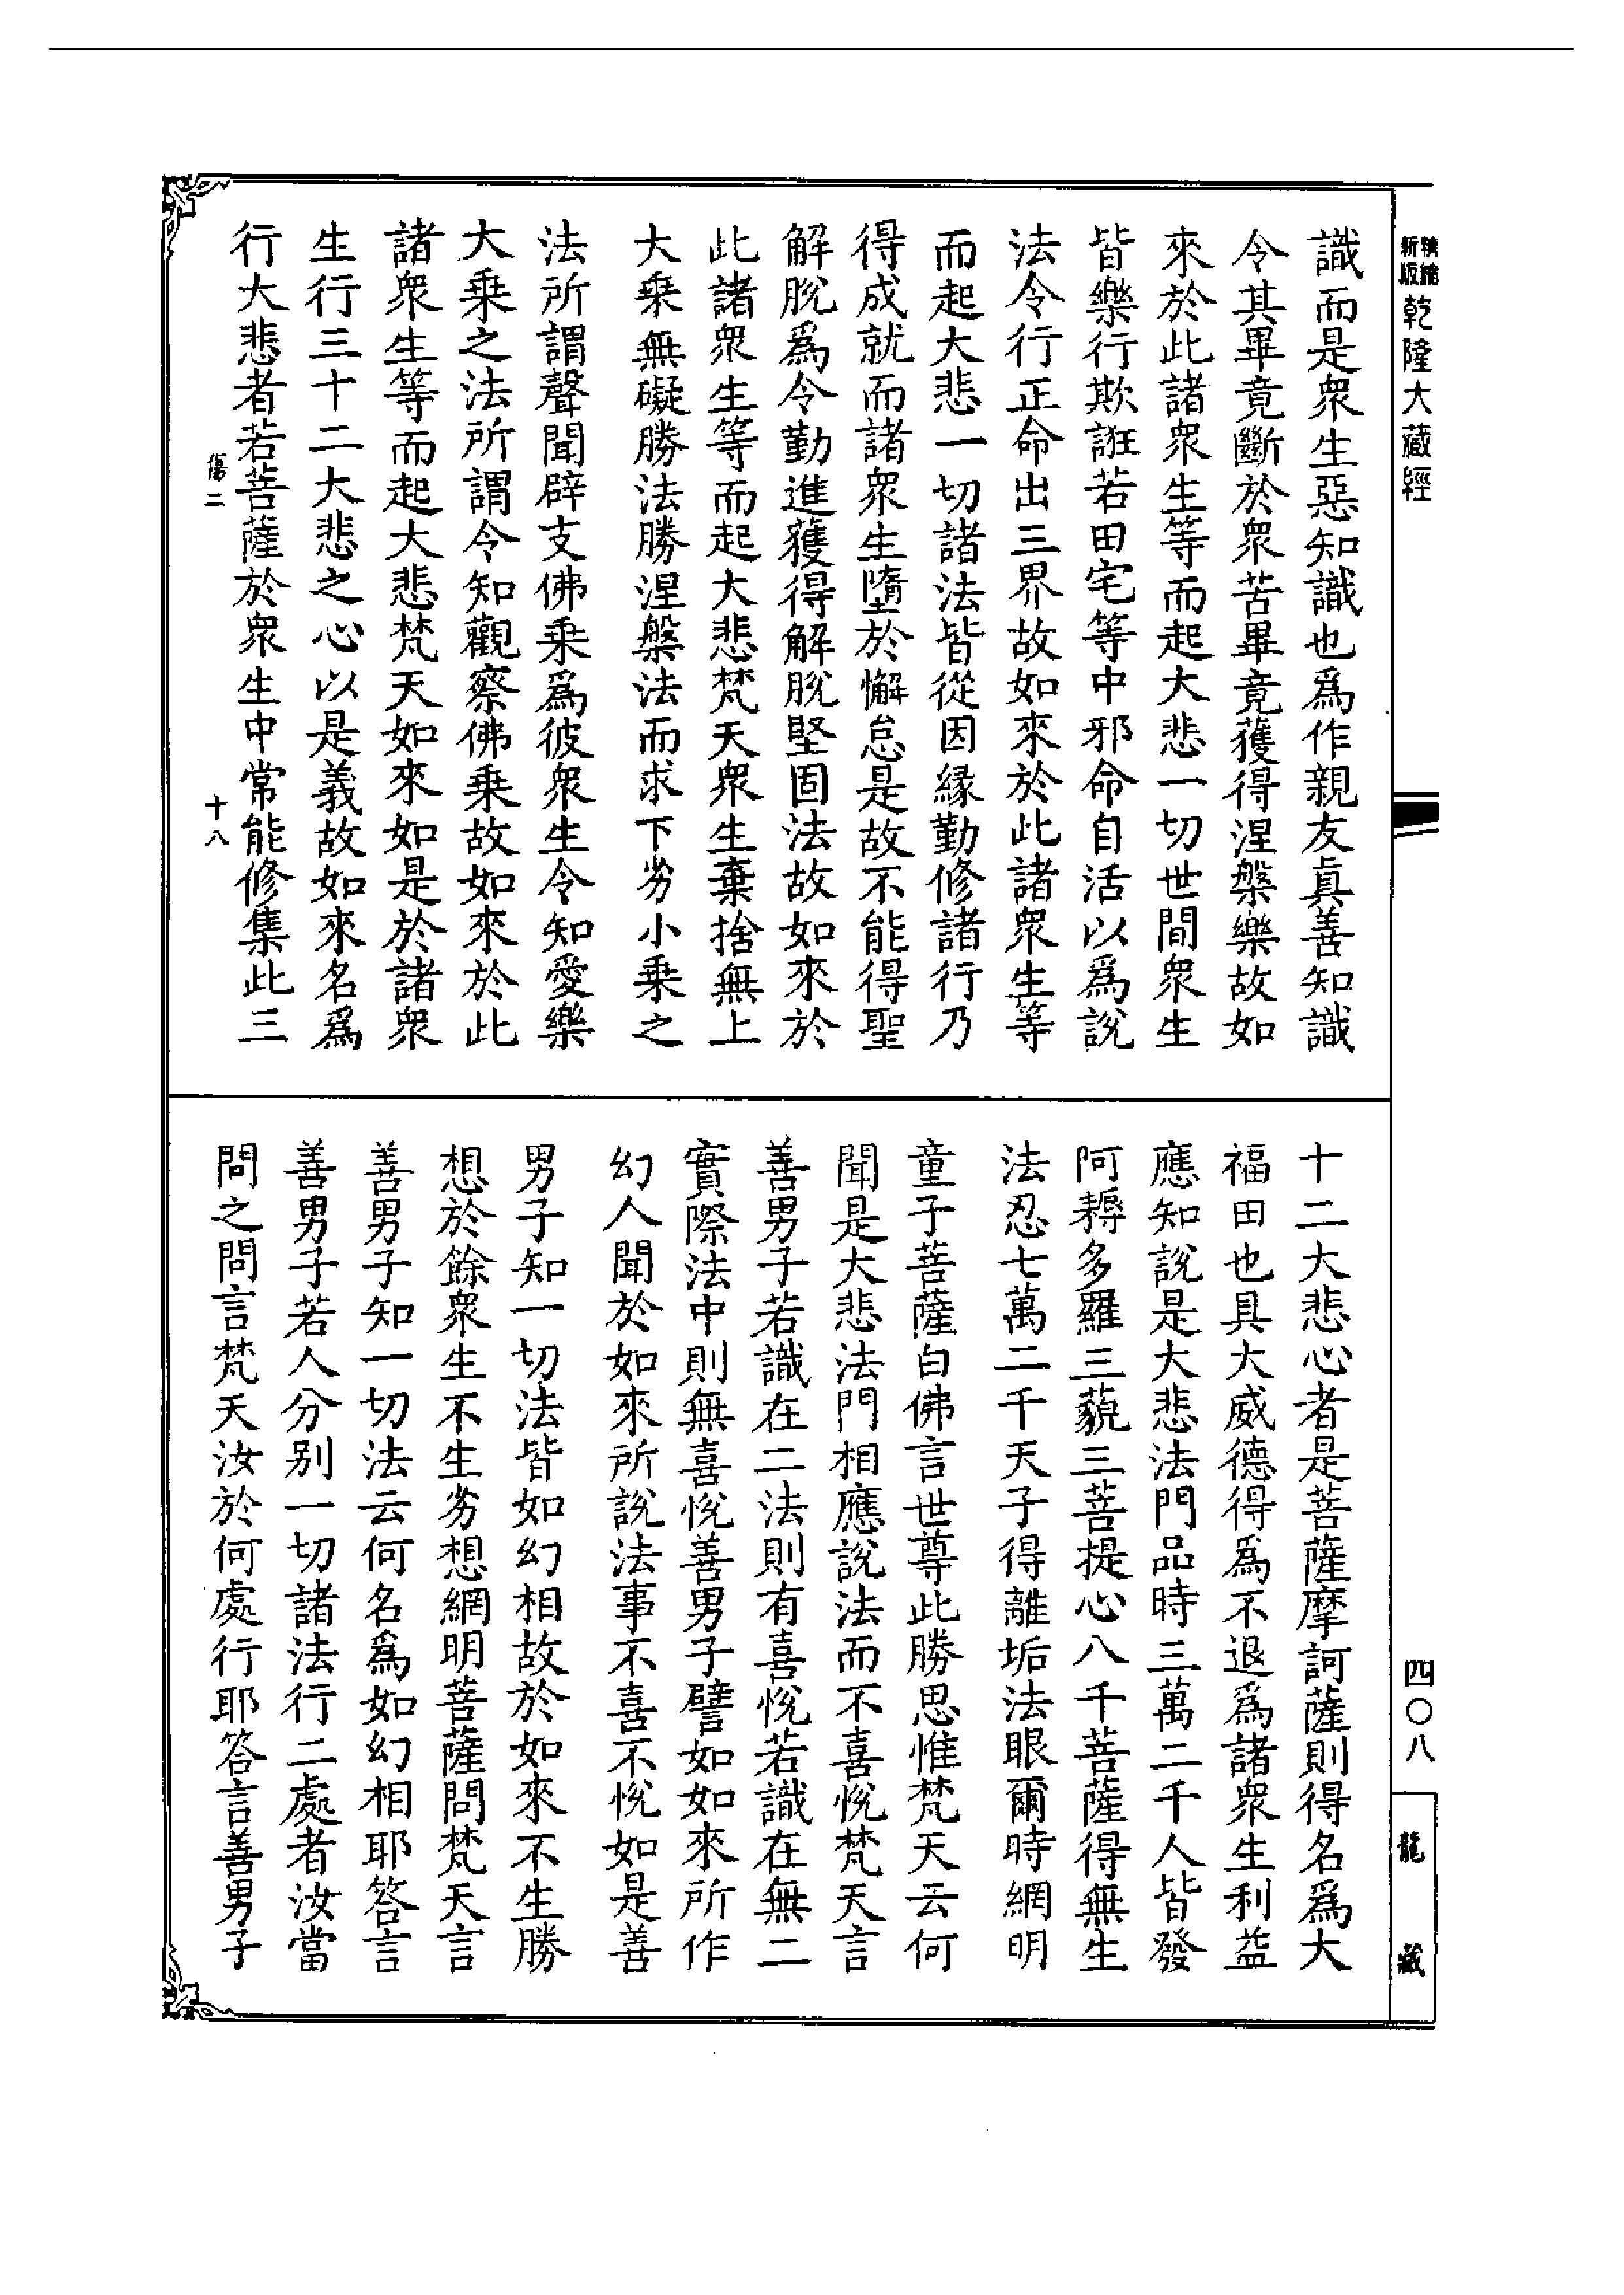 精縮新版乾隆大藏經
識而是衆生惡知識也爲作親友眞善知識
令其畢竟斷於衆苦畢竟獲得涅槃樂故如
來於此諸衆生等而起大悲一切世間衆生
皆樂行欺誑若田宅等中邪命自活以爲說
法令行正命出三界故如來於此諸衆生等
而起大悲一切諸法皆從因緣勤修諸行乃
得成就而諸衆生墮於懈怠是故不能得聖
解脫爲令勤進獲得解脫堅固法故如來於
此諸衆生等而起大悲梵天衆生棄捨無上
大乘無礙勝法勝涅槃法而求下劣小乘之
法所謂聲聞辟支佛乘爲彼衆生令知愛樂
大乘之法所謂令知觀察佛乘故如來於此
諸衆生等而起大悲梵天如來如是於諸衆
生行三十二大悲之心以是義故如來名爲
行大悲者若菩薩於衆生中常能修集此三
傷二 十八
十二大悲心者是菩薩摩訶薩則得名爲大
福田也具大威德得爲不退爲諸衆生利益
應知說是大悲法門品時三萬二千人皆發
阿耨多羅三藐三菩提心八千菩薩得無生
法忍七萬二千天子得離垢法眼爾時網明
童子菩薩白佛言世尊此勝思惟梵天云何
聞是大悲法門相應說法而不喜悅梵天言
善男子若識在二法則有喜悅若識在無二
實際法中則無喜悅善男子譬如如來所作
幻人聞於如來所說法事不喜不悅如是善
男子知一切法皆如幻相故於如來不生勝
想於餘衆生不生劣想網明菩薩問梵天言
善男子知一切法云何名爲如幻相耶答言
善男子若人分別一切諸法行二處者汝當
問之問言梵天汝於何處行耶答言善男子
四〇八
龍藏